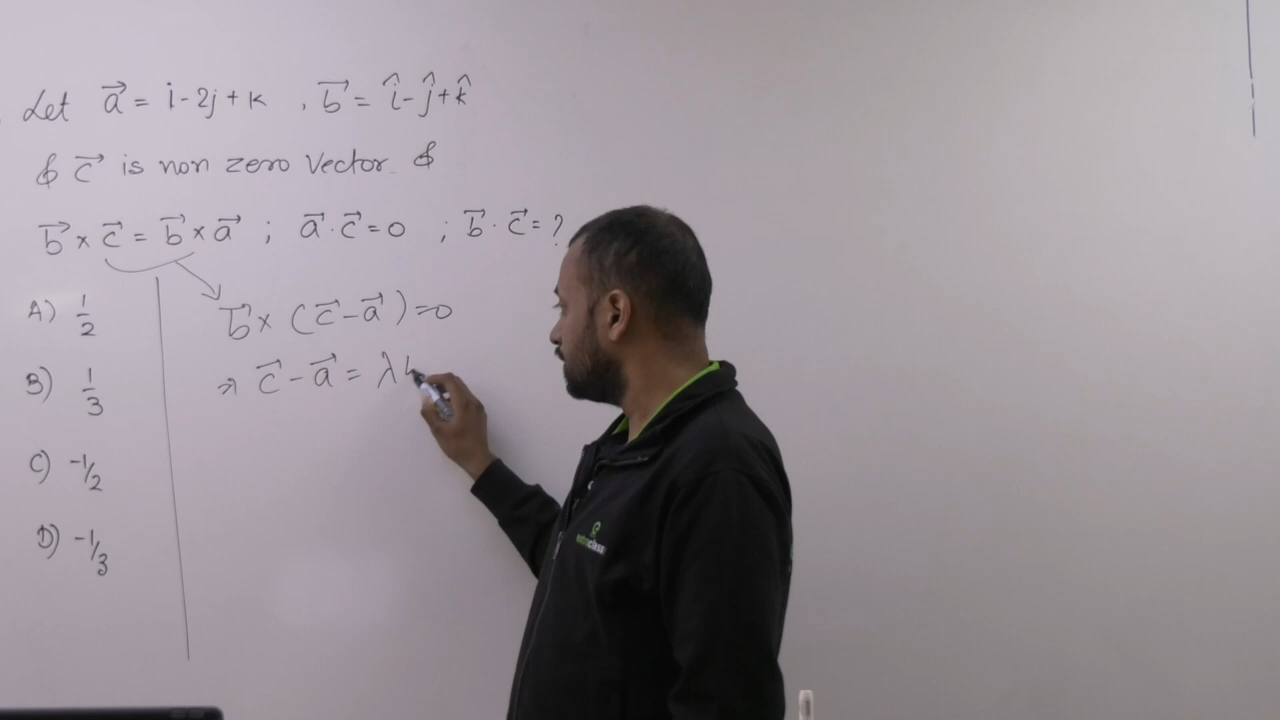 Let a⃗ = i - 2j + k , b⃗ = î - ĵ + k̂
& c⃗ is non zero vector &
b⃗ × c⃗ = b⃗ × a⃗ ; a⃗ · c⃗ = 0 ; b⃗ · c⃗ = ?
A) 1/2
B) 1/3
C) -1/2
D) -1/3
b⃗ × (c⃗ - a⃗) = 0
⇒ c⃗ - a⃗ = λ